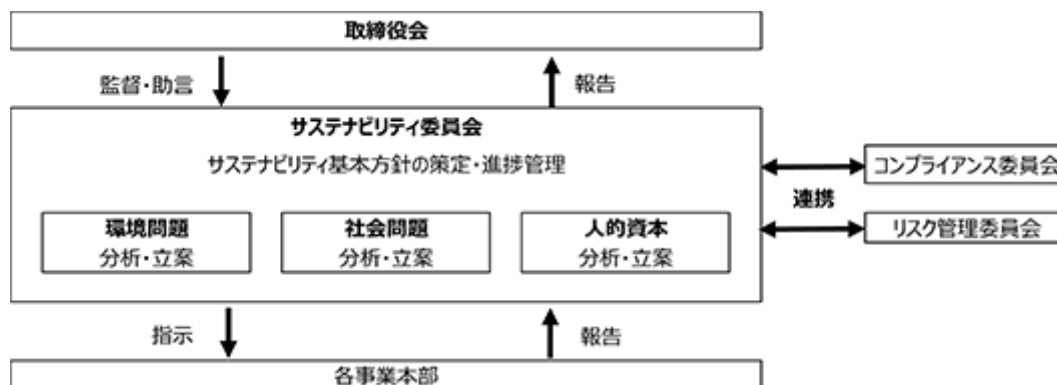 取締役会
監督・助言
報告
サステナビリティ委員会
サステナビリティ基本方針の策定・進捗管理
環境問題
分析・立案
社会問題
分析・立案
人的資本
分析・立案
コンプライアンス委員会
連携
リスク管理委員会
指示
報告
各事業本部